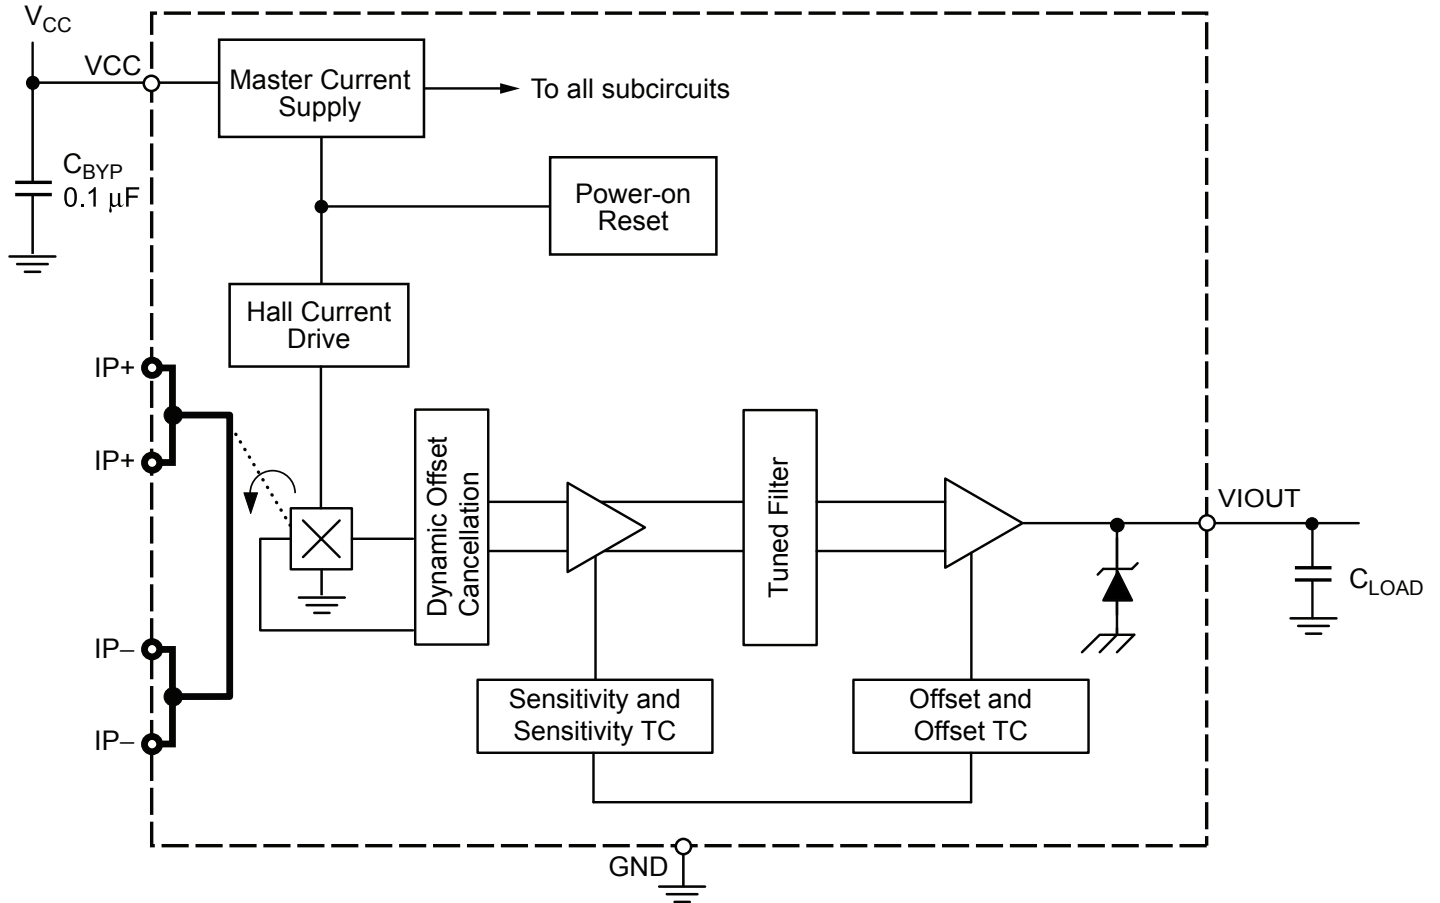 VCC
VCC
Master Current
Supply
To all subcircuits
CBYP
0.1 μF
Power-on
Reset
Hall Current
Drive
IP+
IP+
Dynamic Offset
Cancellation
Tuned Filter
VIOUT
CLOAD
IP–
IP–
Sensitivity and
Sensitivity TC
Offset and
Offset TC
GND